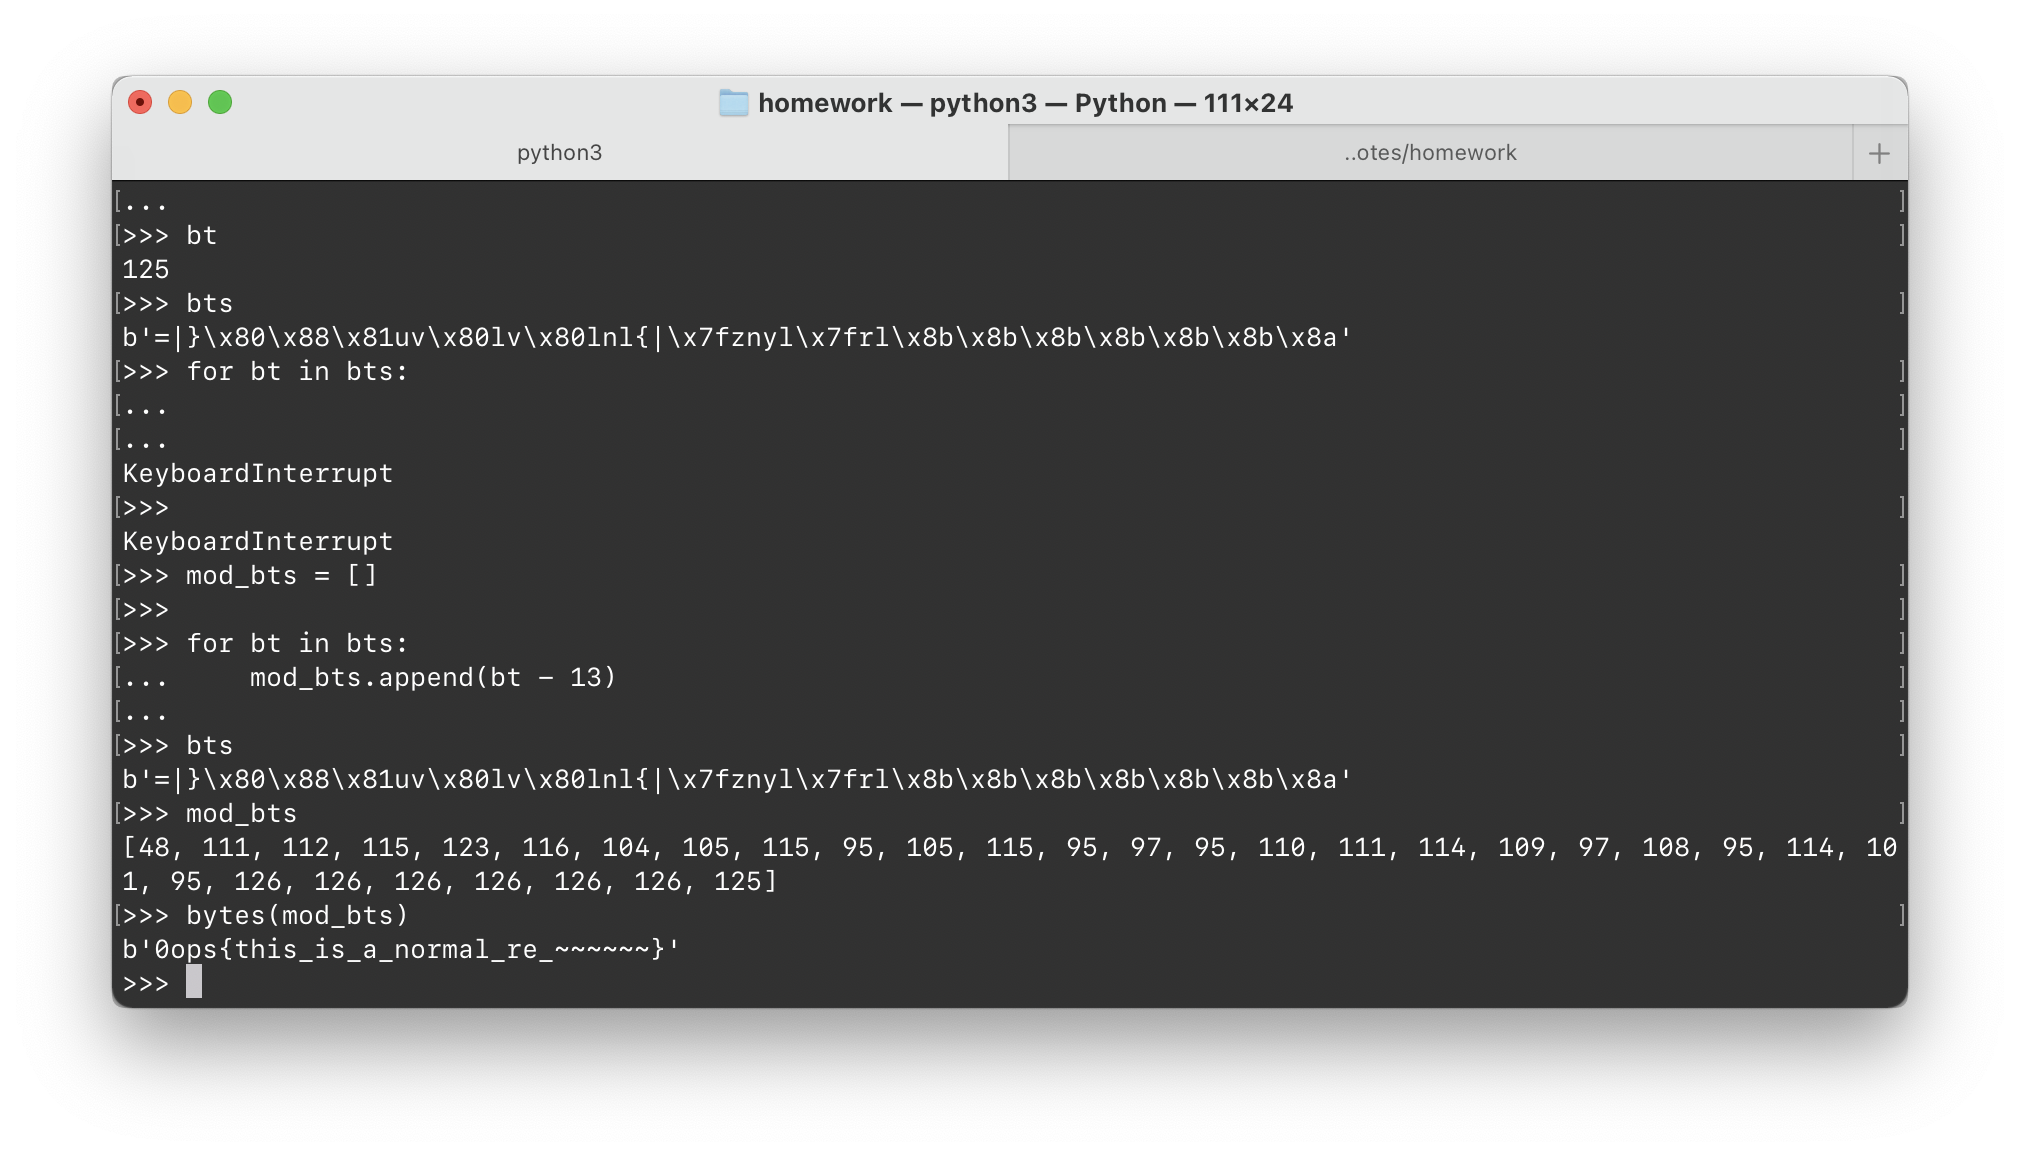 homework — python3 — Python — 111×24
python3
..otes/homework
[... ]
[>>> bt ]
125
[>>> bts ]
b'=|}\x80\x88\x81uv\x80lv\x80lnl{|\x7fznyl\x7frl\x8b\x8b\x8b\x8b\x8b\x8b\x8a'
[>>> for bt in bts: ]
[... ]
[... ]
KeyboardInterrupt
[>>> ]
KeyboardInterrupt
[>>> mod_bts = [] ]
[>>> ]
[>>> for bt in bts: ]
[...     mod_bts.append(bt - 13) ]
[... ]
[>>> bts ]
b'=|}\x80\x88\x81uv\x80lv\x80lnl{|\x7fznyl\x7frl\x8b\x8b\x8b\x8b\x8b\x8b\x8a'
[>>> mod_bts ]
[48, 111, 112, 115, 123, 116, 104, 105, 115, 95, 105, 115, 95, 97, 95, 110, 111, 114, 109, 97, 108, 95, 114, 10
1, 95, 126, 126, 126, 126, 126, 126, 125]
[>>> bytes(mod_bts) ]
b'0ops{this_is_a_normal_re_~~~~~~}'
>>>